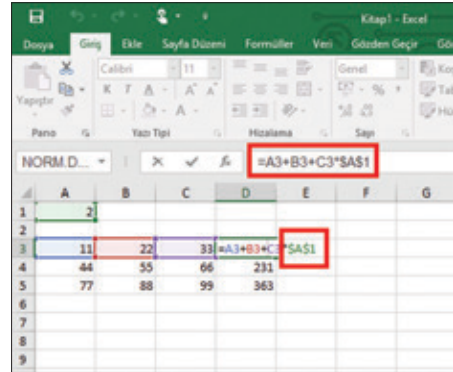 Kitap1 - Excel
Dosya Giriş Ekle Sayfa Düzeni Formüller Veri Gözden Geçir Gö
Yapıştır
Calibri 11
Genel
K T A A A
% 
Pano Yazı Tipi Hizalama Sayı
NORM.D... fx =A3+B3+C3*$A$1
A B C D E F G
1 2
2
3 11 22 33 =A3+B3+C3*$A$1
4 44 55 66 231
5 77 88 99 363
6
7
8
9